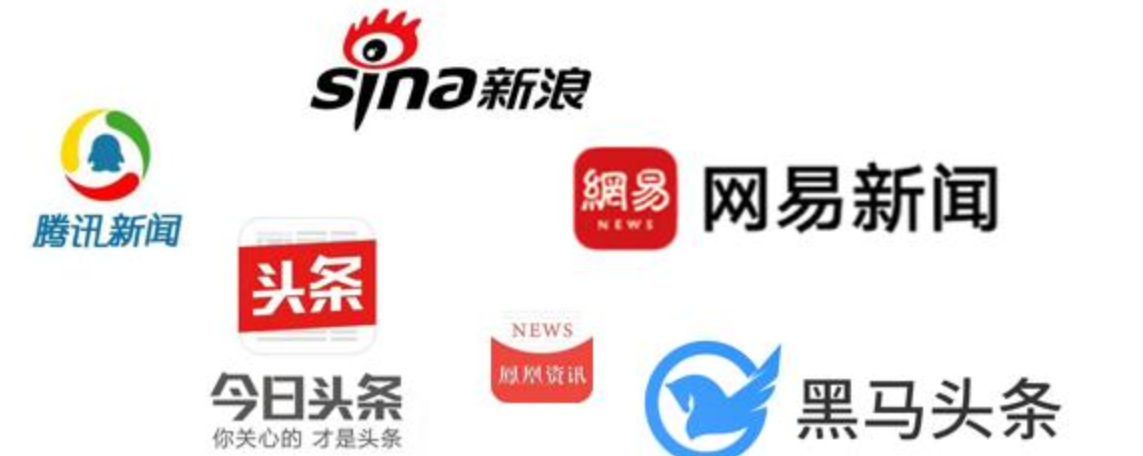 sina新浪
腾讯新闻
網易
NEWS
网易新闻
头条
今日头条
你关心的 才是头条
NEWS
鳳凰资讯
黑马头条